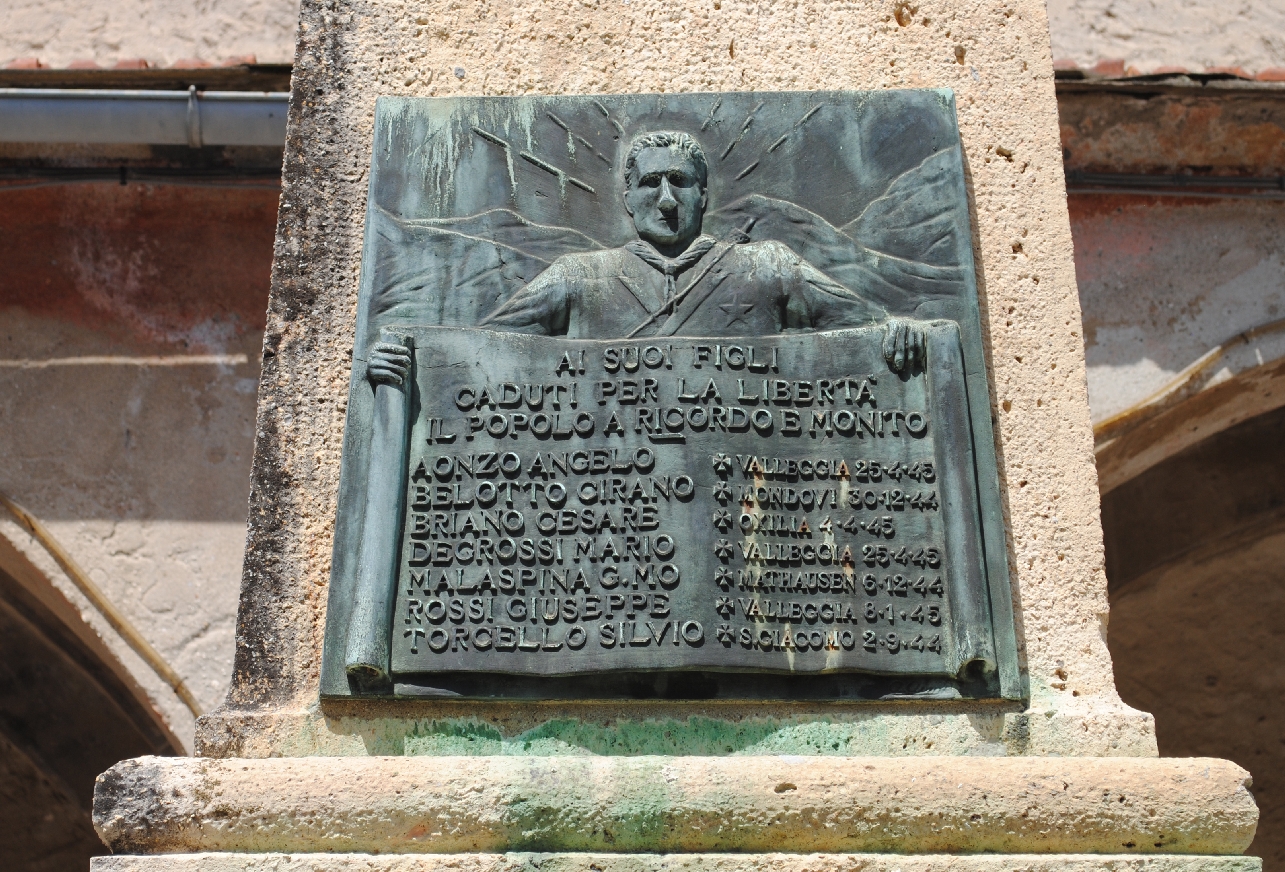 AI SUOI FIGLI
CADUTI PER LA LIBERTÀ
IL POPOLO A RICORDO E MONITO
AONZO ANGELO ✠ VALLEGGIA 25·4·45
BELOTTO CIRANO ✠ MONDOVI 30·12·44
BRIANO CESARE ✠ OXILIA 4·4·45
DEGROSSI MARIO ✠ VALLEGGIA 25·4·45
MALASPINA G.MO ✠ MATHAUSEN 6·12·44
ROSSI GIUSEPPE ✠ VALLEGGIA 8·1·45
TORCELLO SILVIO ✠ S.GIACOMO 2·9·44